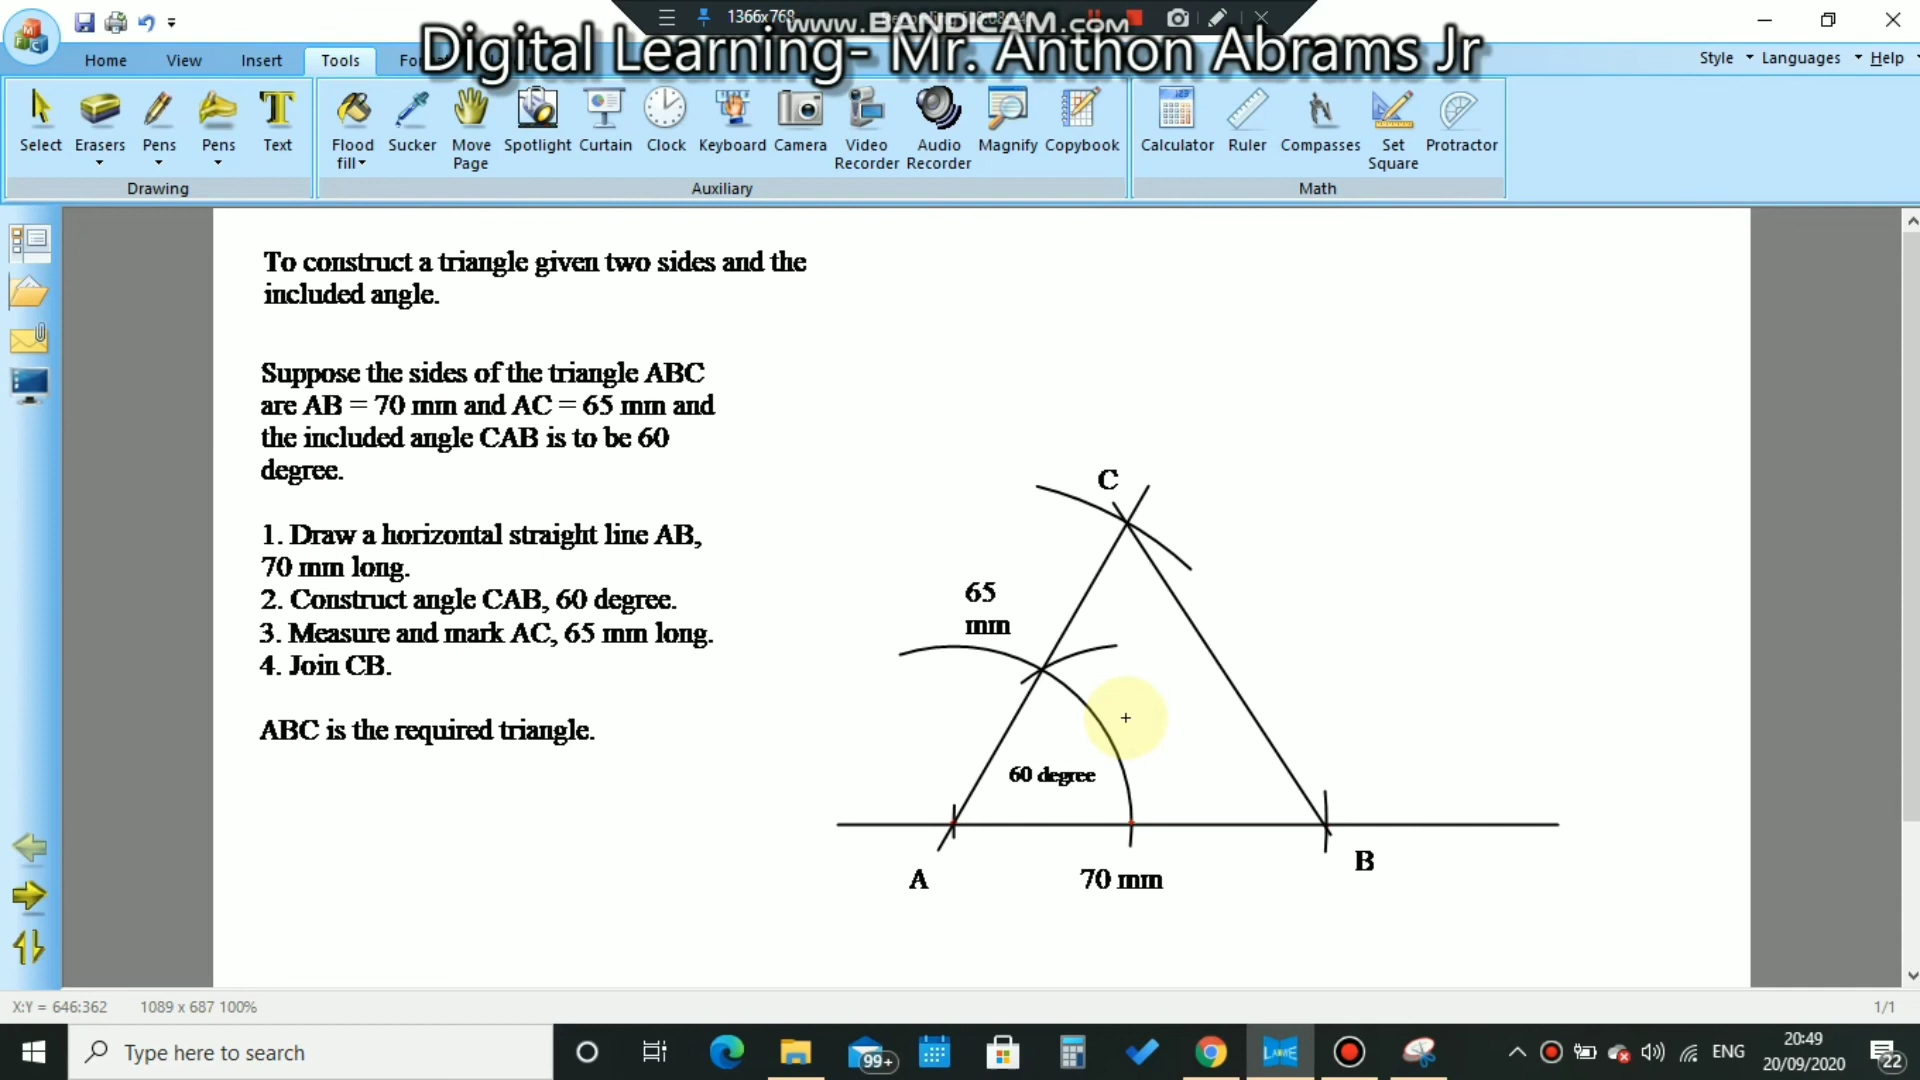 1366x768
www.BANDICAM.com
Digital Learning- Mr. Anthon Abrams Jr
Home View Insert Tools
Style Languages Help
Select Erasers Pens Pens Text
Flood fill Sucker Move Page Spotlight Curtain Clock Keyboard Camera Video Recorder Audio Recorder Magnify Copybook
Calculator Ruler Compasses Set Square Protractor
Drawing Auxiliary Math
To construct a triangle given two sides and the
included angle.
Suppose the sides of the triangle ABC
are AB = 70 mm and AC = 65 mm and
the included angle CAB is to be 60
degree.
1. Draw a horizontal straight line AB,
70 mm long.
2. Construct angle CAB, 60 degree.
3. Measure and mark AC, 65 mm long.
4. Join CB.
ABC is the required triangle.
C
65
mm
60 degree
A
70 mm
B
X:Y = 646:362 1089 x 687 100% 1/1
Type here to search
99+
ENG
20:49
20/09/2020
22